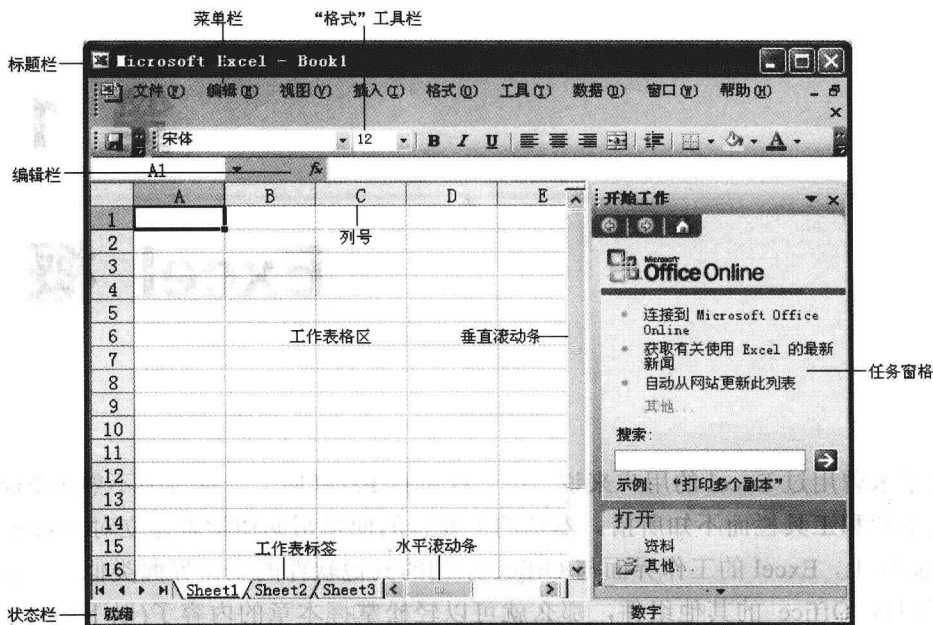 菜单栏 “格式”工具栏
标题栏
Microsoft Excel - Book1
文件(F) 编辑(E) 视图(V) 插入(I) 格式(O) 工具(T) 数据(D) 窗口(W) 帮助(H)
宋体 12 B I U A
编辑栏
A1 fx
A B C D E
开始工作
1
2 列号
3
Microsoft
Office Online
4
5
连接到 Microsoft Office
Online
6 工作表格区 垂直滚动条
获取有关使用 Excel 的最新
新闻
7
8
自动从网站更新此列表
任务窗格
9
其他...
10
搜索:
11
12
示例: “打印多个副本”
13
14
打开
15 工作表标签 水平滚动条
资料
16
其他
Sheet1 Sheet2 Sheet3
状态栏
就绪 数字